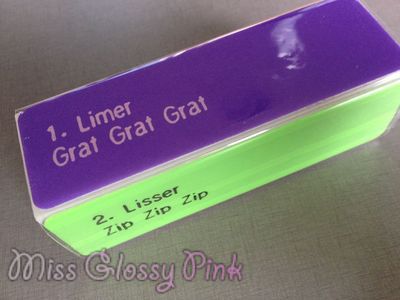 1. Limer
Grat Grat Grat
2- Lisser
Zip Zip Zip
Miss Glossy Pink